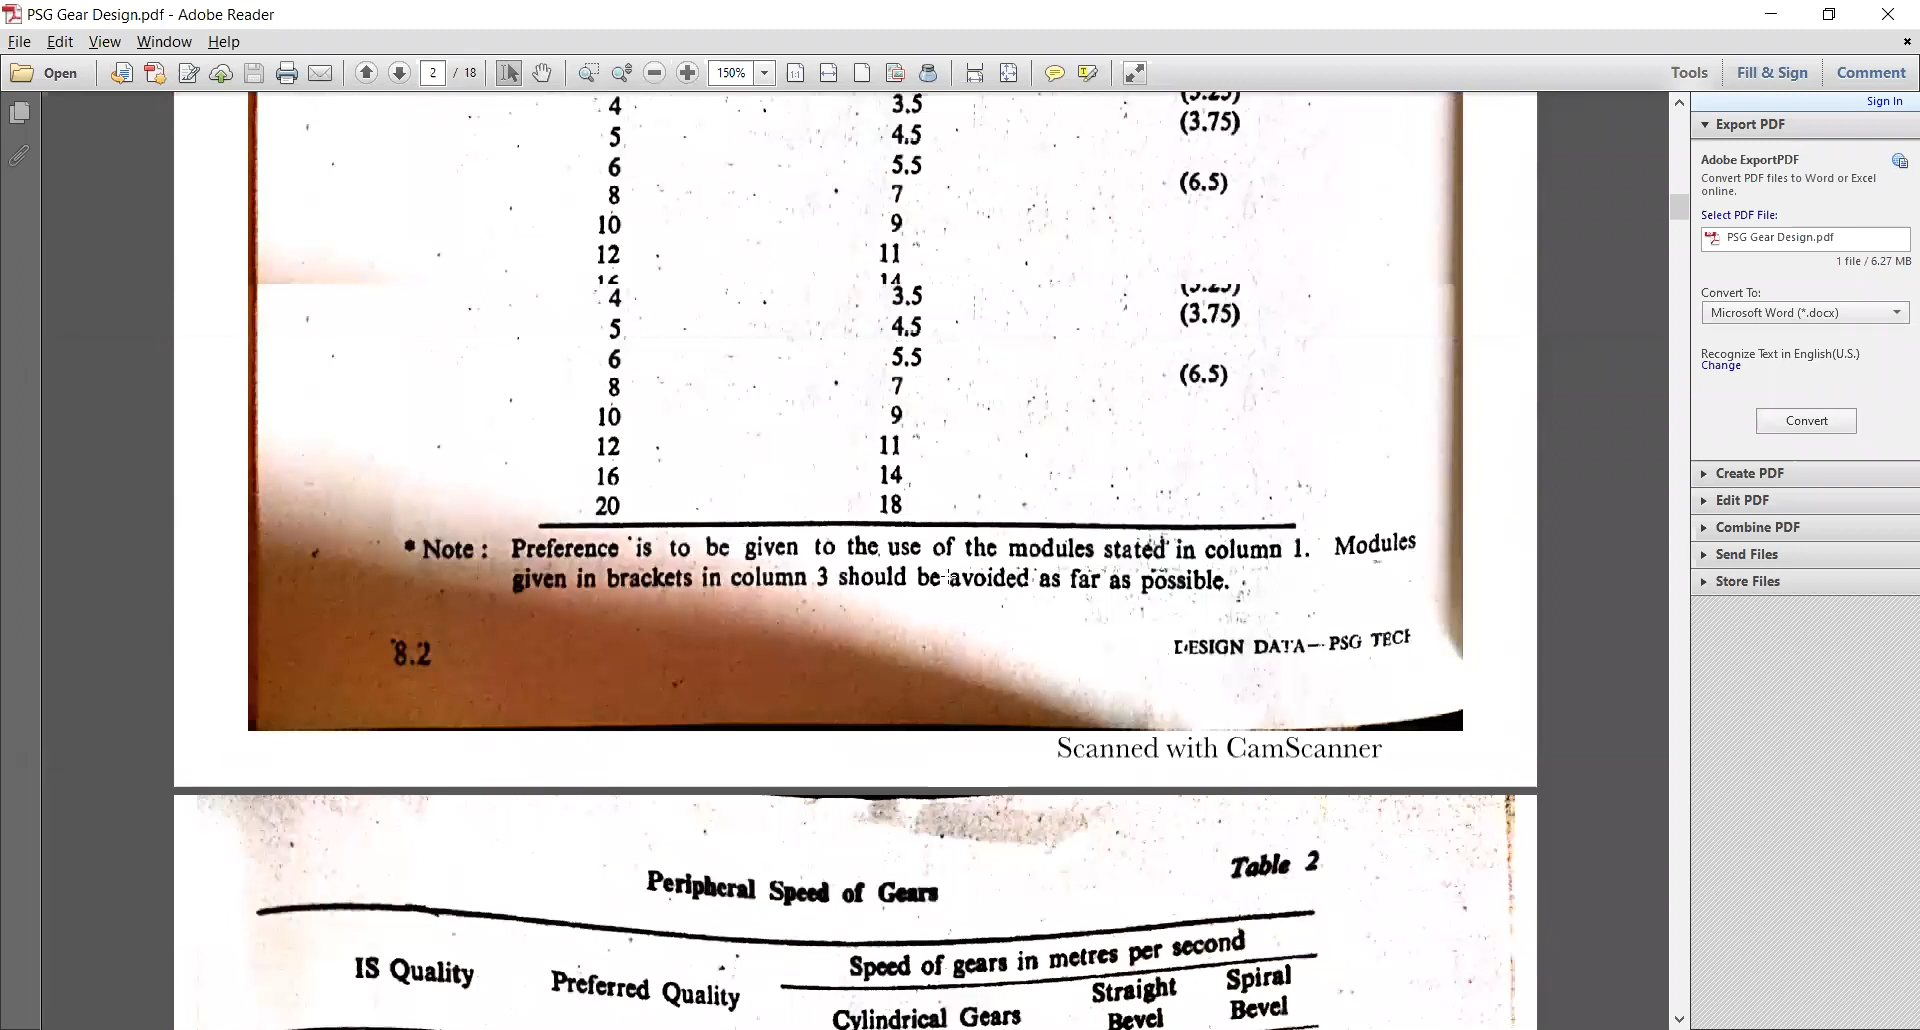 PSG Gear Design.pdf - Adobe Reader
File Edit View Window Help
Open 2 / 18 150% Tools Fill & Sign Comment
Sign In
Export PDF
Adobe ExportPDF
Convert PDF files to Word or Excel
online.
Select PDF File:
PSG Gear Design.pdf
1 file / 6.27 MB
Convert To:
Microsoft Word (*.docx)
Recognize Text in English(U.S.)
Change
Convert
Create PDF
Edit PDF
Combine PDF
Send Files
Store Files
4 3.5 (3.25)
5 4.5 (3.75)
6 5.5
8 7 (6.5)
10 9
12 11
16 14
4 3.5 (3.25)
5 4.5 (3.75)
6 5.5
8 7 (6.5)
10 9
12 11
16 14
20 18
* Note : Preference is to be given to the use of the modules stated in column 1. Modules
given in brackets in column 3 should be avoided as far as possible.
8.2 DESIGN DATA— PSG TECH
Scanned with CamScanner
Table 2
Peripheral Speed of Gears
IS Quality Preferred Quality Speed of gears in metres per second
Cylindrical Gears Straight Bevel Spiral Bevel